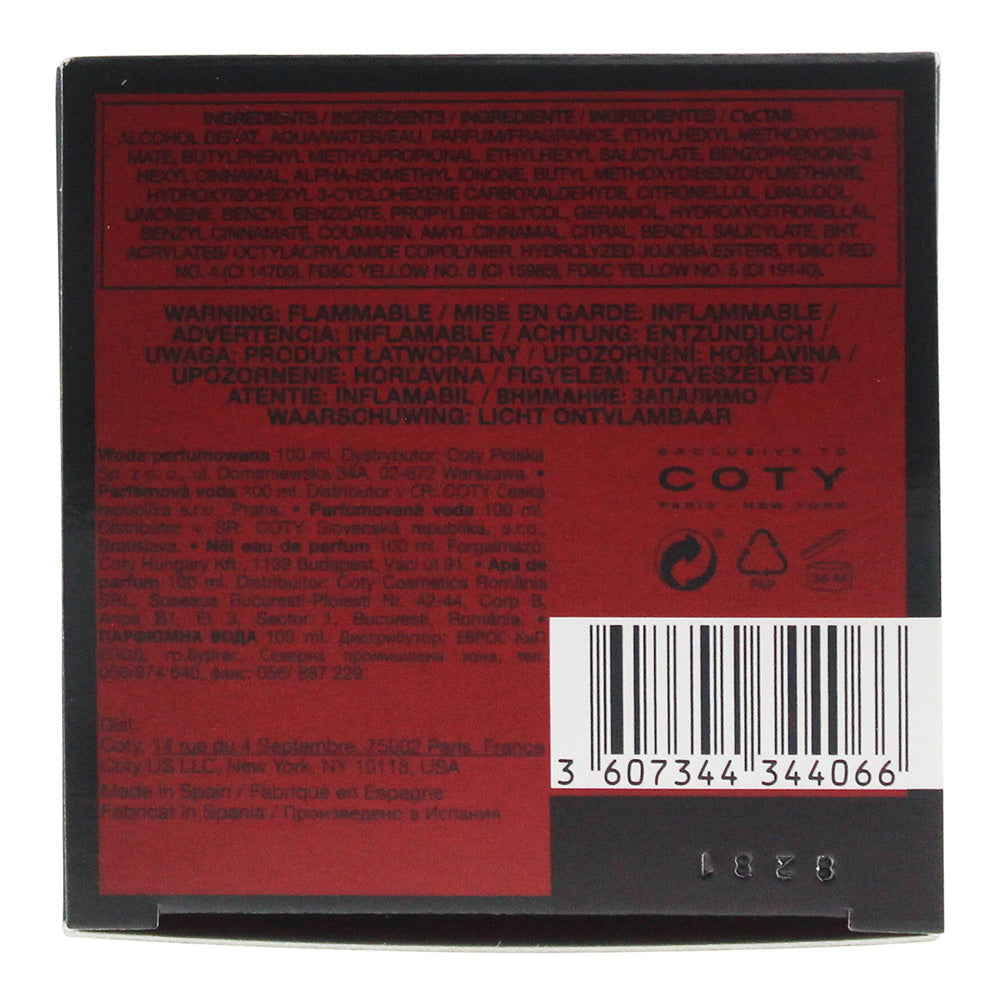 INGREDIENTS / INGRÉDIENTS / INGREDIENTE / INGREDIENTES / СЪСТАВ:
ALCOHOL DENAT, AQUA/WATER/EAU, PARFUM/FRAGRANCE, ETHYLHEXYL METHOXYCINNA-
MATE, BUTYLPHENYL METHYLPROPIONAL, ETHYLHEXYL SALICYLATE, BENZOPHENONE-3,
HEXYL CINNAMAL, ALPHA-ISOMETHYL IONONE, BUTYL METHOXYDIBENZOYLMETHANE,
HYDROXYISOHEXYL 3-CYCLOHEXENE CARBOXALDEHYDE, CITRONELLOL, LINALOOL,
LIMONENE, BENZYL BENZOATE, PROPYLENE GLYCOL, GERANIOL, HYDROXYCITRONELLAL,
BENZYL CINNAMATE, COUMARIN, AMYL CINNAMAL, CITRAL, BENZYL SALICYLATE, BHT,
ACRYLATES/ OCTYLACRYLAMIDE COPOLYMER, HYDROLYZED JOJOBA ESTERS, FD&C RED
NO. 4 (CI 14700), FD&C YELLOW NO. 6 (CI 15985), FD&C YELLOW NO. 5 (CI 19140).
WARNING: FLAMMABLE / MISE EN GARDE: INFLAMMABLE /
ADVERTENCIA: INFLAMABLE / ACHTUNG: ENTZÜNDLICH /
UWAGA: PRODUKT ŁATWOPALNY / UPOZORNĚNÍ: HOŘLAVINA /
UPOZORNENIE: HORĽAVINA / FIGYELEM: TŰZVESZÉLYES /
ATENTIE: INFLAMABIL / ВНИМАНИЕ: ЗАПАЛИМО /
WAARSCHUWING: LICHT ONTVLAMBAAR
Woda perfumowana 100 ml. Dystrybutor: Coty Polska
Sp. z o.o., ul. Domaniewska 34A, 02-672 Warszawa. •
Parfémová voda 100 ml. Distributor v ČR: COTY Česká
republika s.r.o., Praha. • Parfumovaná voda 100 ml.
Distributor v SR: COTY Slovenská republika, s.r.o.,
Bratislava. • Női eau de parfum 100 ml. Forgalmazó:
Coty Hungary Kft., 1139 Budapest, Váci út 91. • Apă de
parfum 100 ml. Distribuitor: Coty Cosmetics România
SRL, Soseaua Bucuresti-Ploiesti Nr. 42-44, Corp B,
Aripa B1, Et 3, Sector 1, Bucuresti, România. •
ПАРФЮМНА ВОДА 100 ml. Дистрибутор: ЕВРОС КиП
ЕООД, гр.Бургас, Северна промишлена зона, тел:
056/874 640, факс: 056/ 887 229.
EXCLUSIVE TO
COTY
PARIS - NEW YORK
PAP
36 M
Dist.
Coty, 14 rue du 4 Septembre, 75002 Paris, France
Coty US LLC, New York, NY 10118, USA
Made in Spain / Fabriqué en Espagne
Fabricat în Spania / Произведено в Испания
3 607344 344066
8281